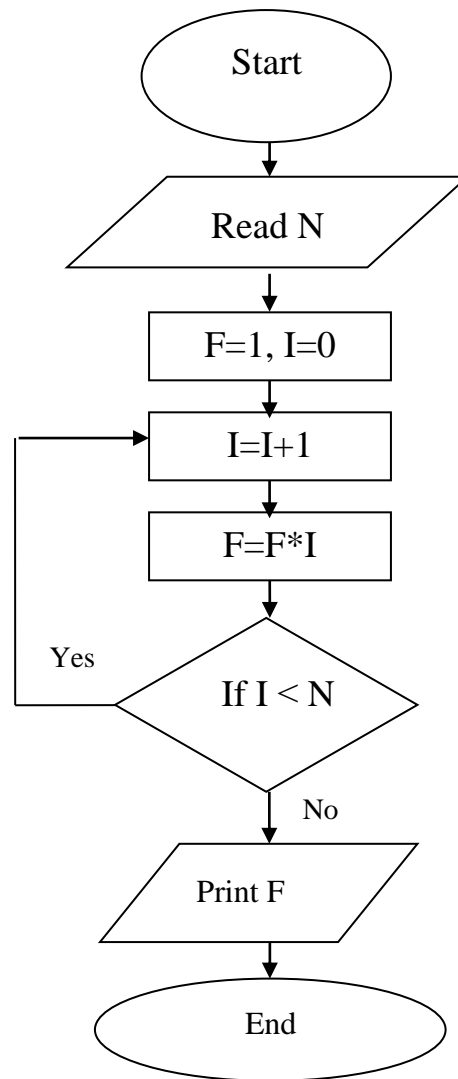 Start
Read N
F=1, I=0
I=I+1
F=F*I
Yes
If I < N
No
Print F
End